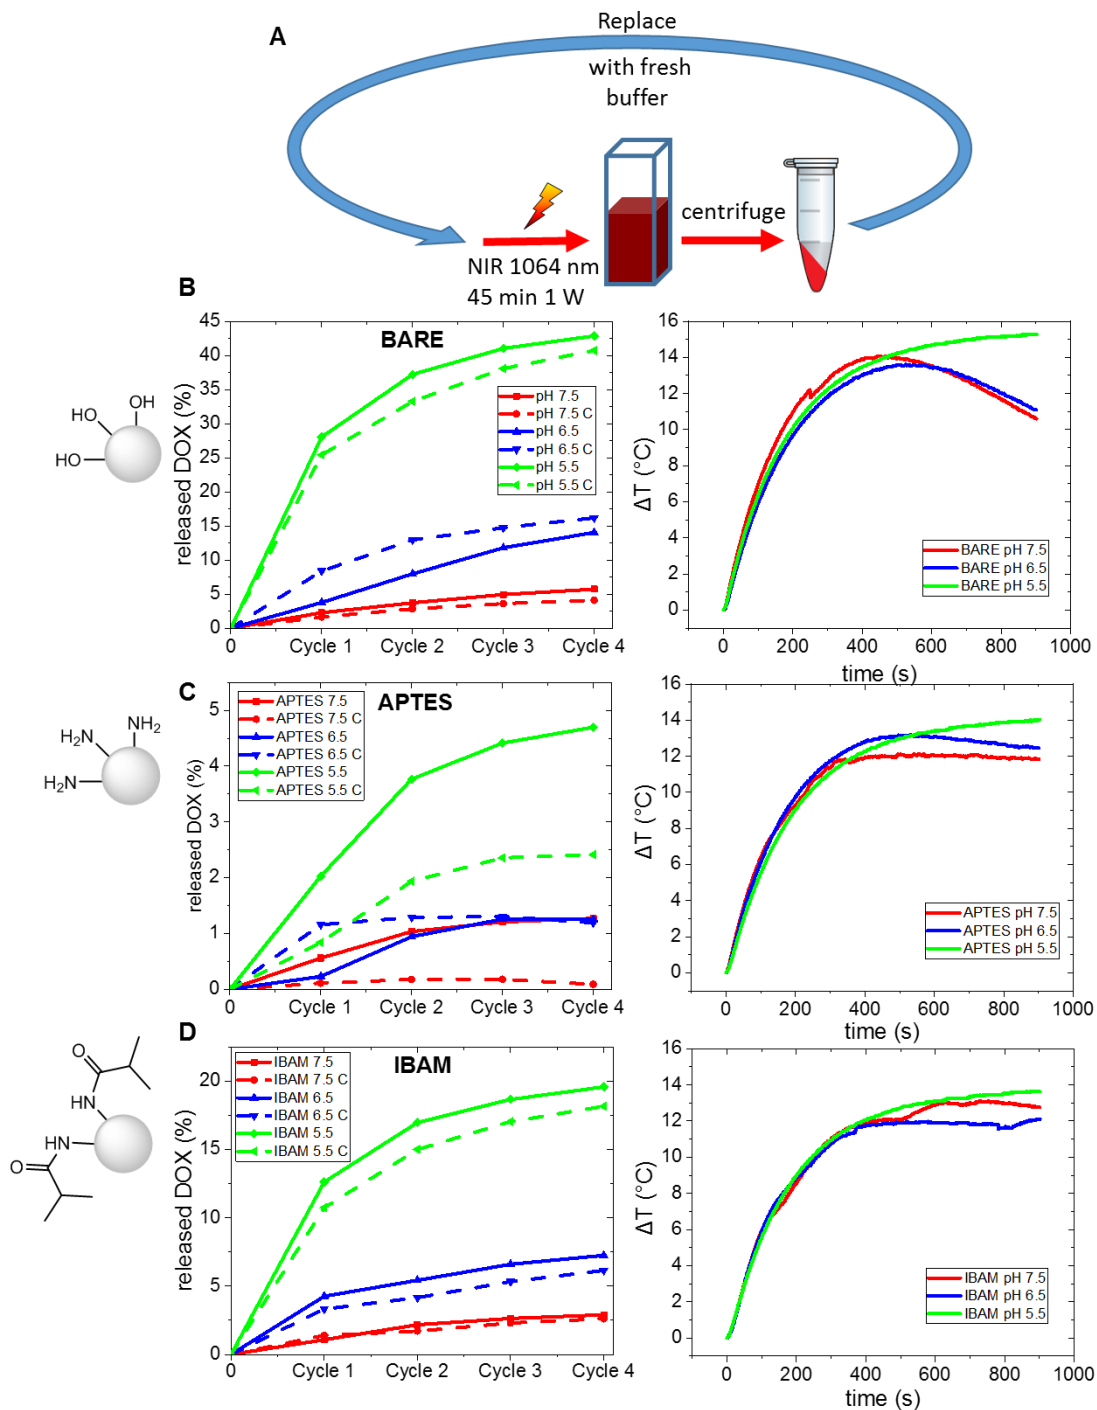 A
Replace
with fresh
buffer
centrifuge
NIR 1064 nm
45 min 1 W
B
HO
OH
HO
released DOX (%)
45
40
35
30
25
20
15
10
5
0
BARE
pH 7.5
pH 7.5 C
pH 6.5
pH 6.5 C
pH 5.5
pH 5.5 C
0 Cycle 1 Cycle 2 Cycle 3 Cycle 4
ΔT (°C)
16
14
12
10
8
6
4
2
0
BARE pH 7.5
BARE pH 6.5
BARE pH 5.5
0 200 400 600 800 1000
time (s)
C
NH2
H2N
H2N
released DOX (%)
5
4
3
2
1
0
APTES
APTES 7.5
APTES 7.5 C
APTES 6.5
APTES 6.5 C
APTES 5.5
APTES 5.5 C
0 Cycle 1 Cycle 2 Cycle 3 Cycle 4
ΔT (°C)
16
14
12
10
8
6
4
2
0
APTES pH 7.5
APTES pH 6.5
APTES pH 5.5
0 200 400 600 800 1000
time (s)
D
O
HN
HN
O
released DOX (%)
20
15
10
5
0
IBAM
IBAM 7.5
IBAM 7.5 C
IBAM 6.5
IBAM 6.5 C
IBAM 5.5
IBAM 5.5 C
0 Cycle 1 Cycle 2 Cycle 3 Cycle 4
ΔT (°C)
16
14
12
10
8
6
4
2
0
IBAM pH 7.5
IBAM pH 6.5
IBAM pH 5.5
0 200 400 600 800 1000
time (s)